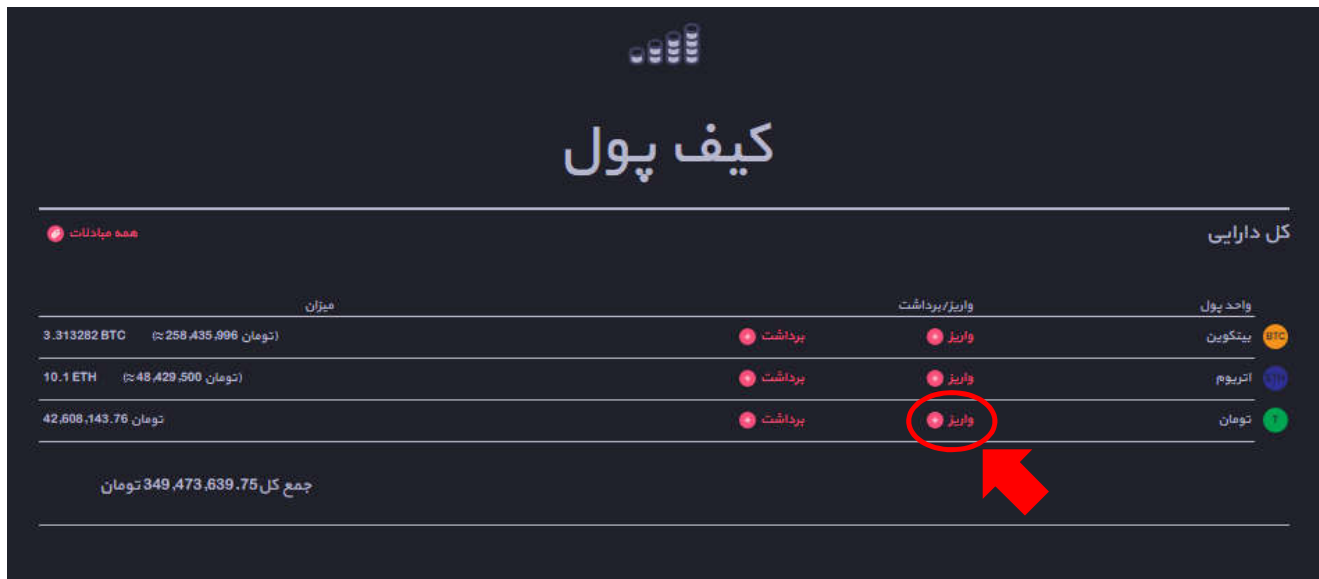 کیف پول
کل دارایی همه مبادلات
واحد پول واریز/برداشت میزان
BTC بیتکوین واریز برداشت 3.313282 BTC (≈258,435,996 تومان)
ETH اتریوم واریز برداشت 10.1 ETH (≈48,429,500 تومان)
T تومان واریز برداشت 42,608,143.76 تومان
جمع کل 349,473,639.75 تومان